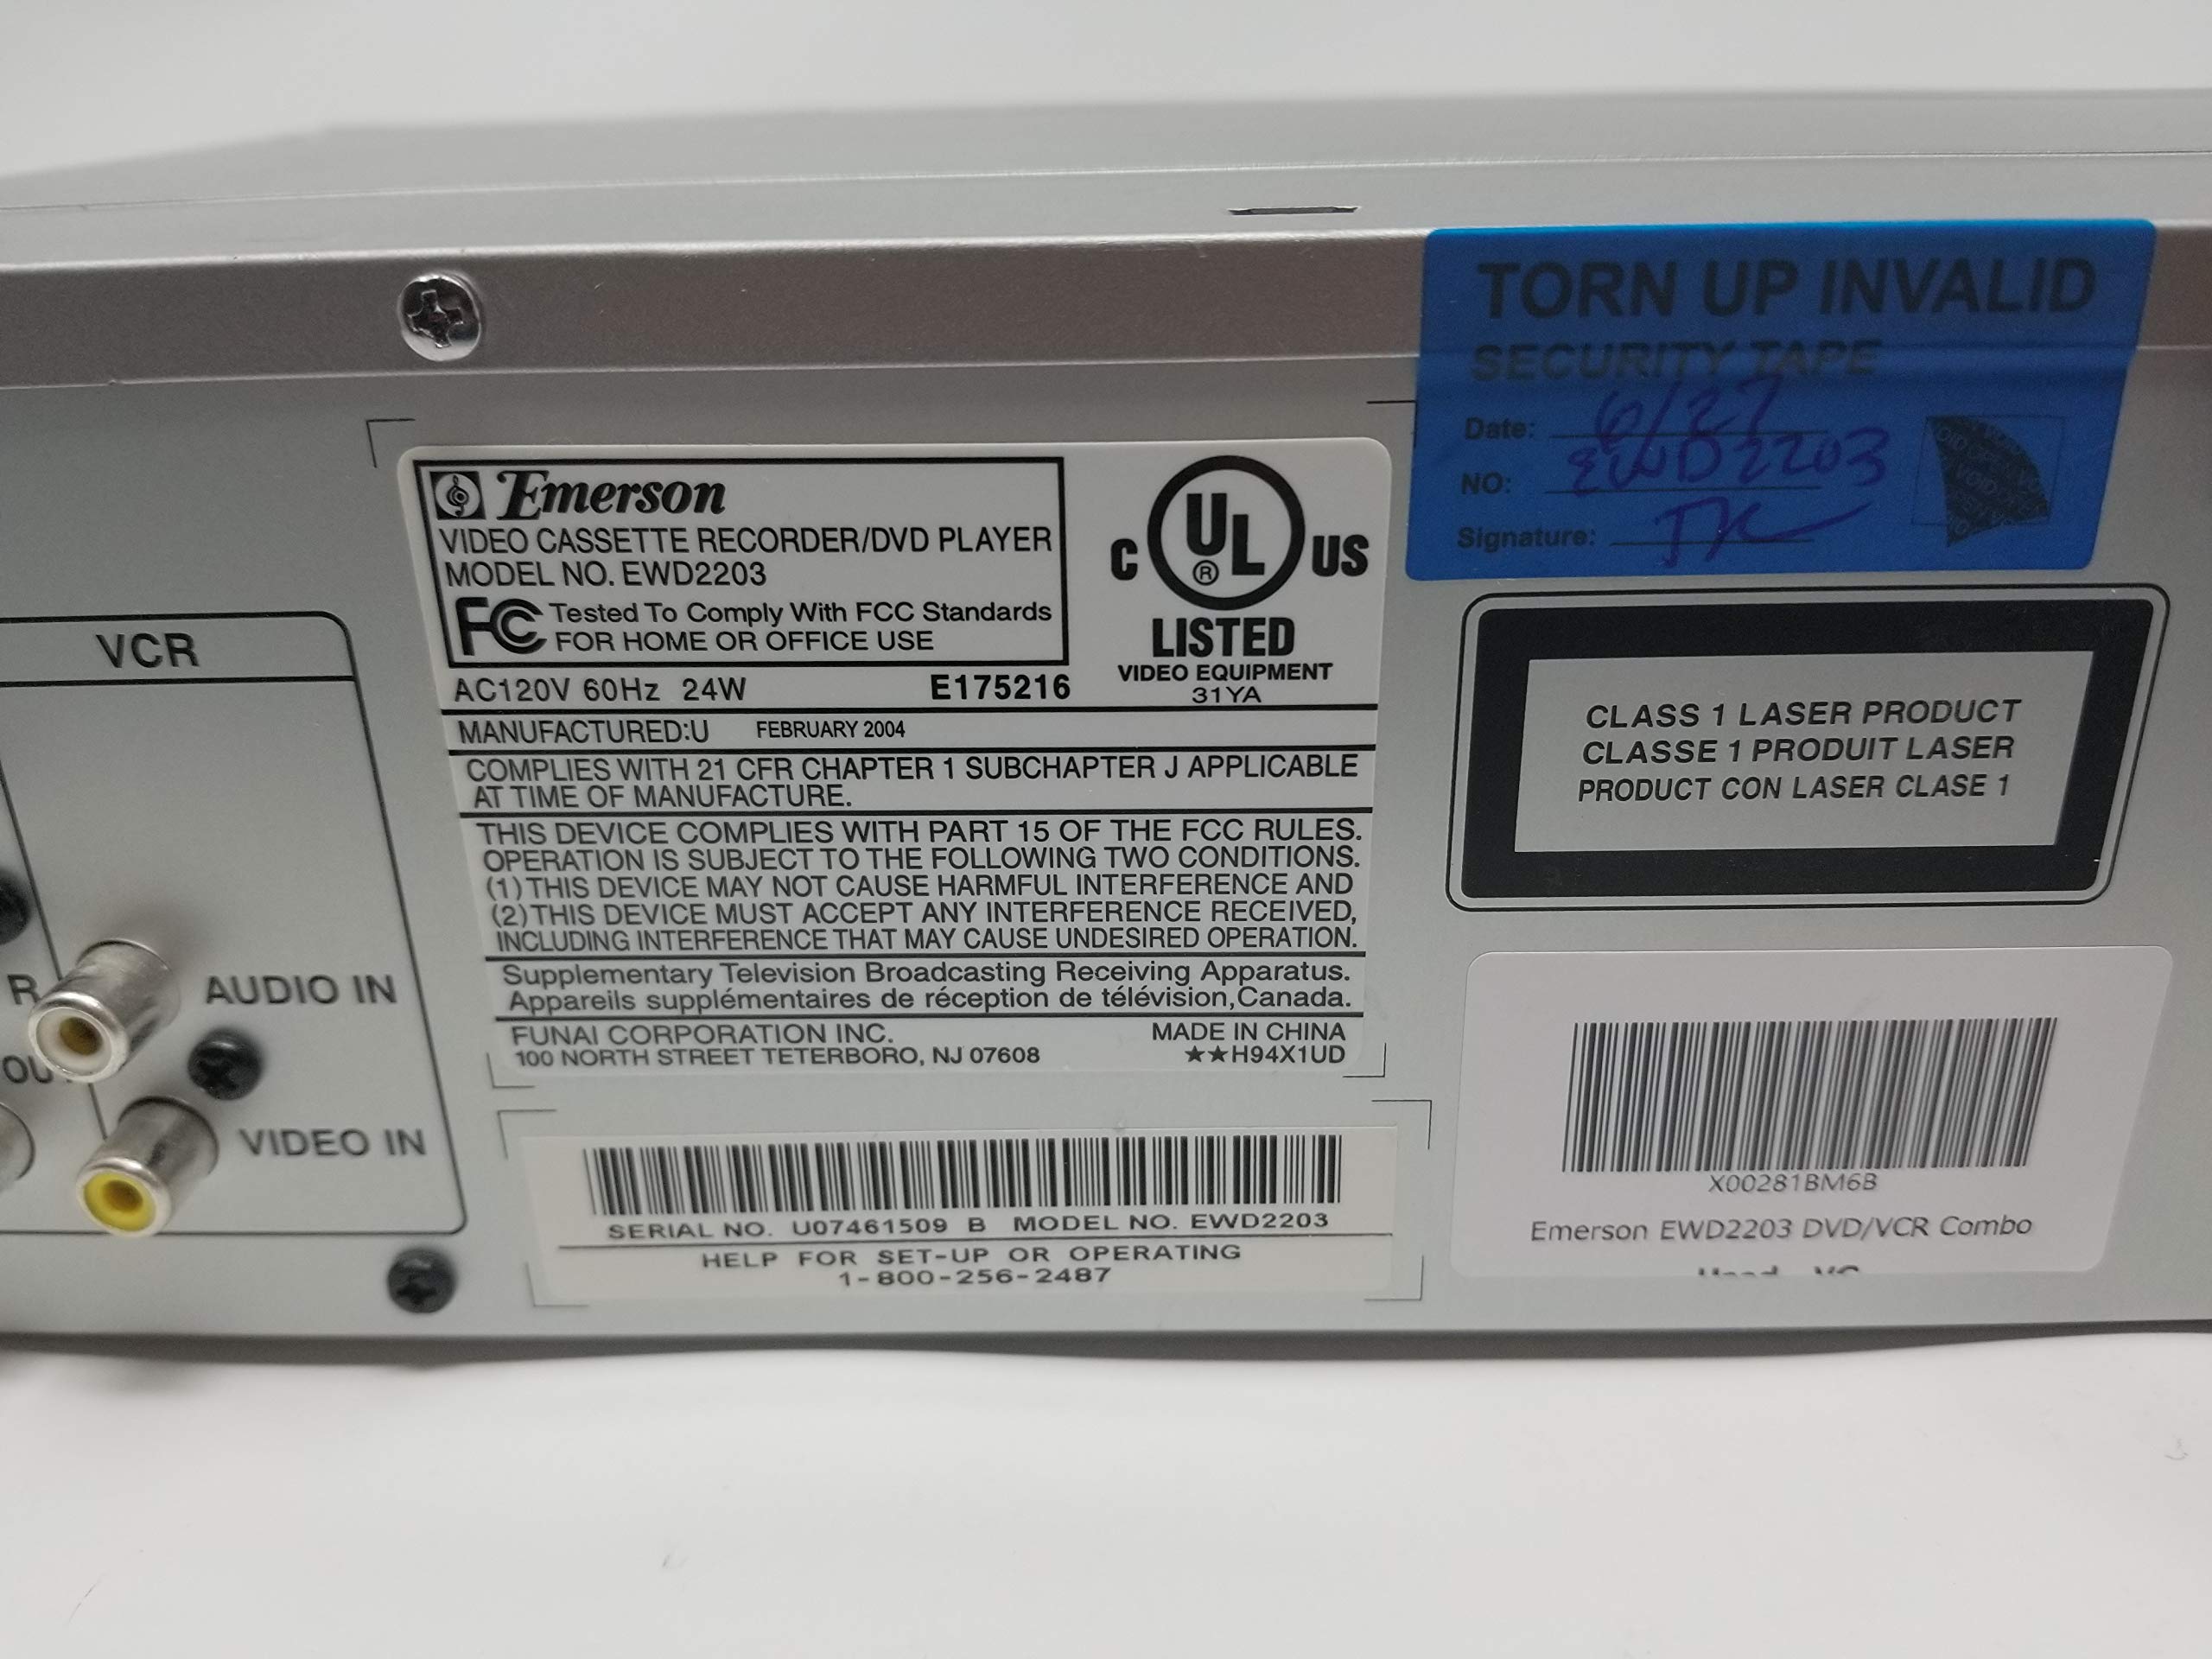 TORN UP INVALID
SECURITY TAPE
Date: 6/27
NO: EWD2203
Signature: JK
Emerson
VIDEO CASSETTE RECORDER/DVD PLAYER
MODEL NO. EWD2203
FC Tested To Comply With FCC Standards
FOR HOME OR OFFICE USE
AC120V 60Hz 24W E175216
C UL® US
LISTED
VIDEO EQUIPMENT
31YA
MANUFACTURED:U FEBRUARY 2004
COMPLIES WITH 21 CFR CHAPTER 1 SUBCHAPTER J APPLICABLE
AT TIME OF MANUFACTURE.
THIS DEVICE COMPLIES WITH PART 15 OF THE FCC RULES.
OPERATION IS SUBJECT TO THE FOLLOWING TWO CONDITIONS.
(1)THIS DEVICE MAY NOT CAUSE HARMFUL INTERFERENCE AND
(2)THIS DEVICE MUST ACCEPT ANY INTERFERENCE RECEIVED,
INCLUDING INTERFERENCE THAT MAY CAUSE UNDESIRED OPERATION.
Supplementary Television Broadcasting Receiving Apparatus.
Appareils supplémentaires de réception de télévision,Canada.
FUNAI CORPORATION INC. MADE IN CHINA
100 NORTH STREET TETERBORO, NJ 07608 ★★H94X1UD
CLASS 1 LASER PRODUCT
CLASSE 1 PRODUIT LASER
PRODUCT CON LASER CLASE 1
VCR
R
AUDIO IN
VIDEO IN
SERIAL NO. U07461509 B MODEL NO. EWD2203
HELP FOR SET-UP OR OPERATING
1-800-256-2487
X00281BM6B
Emerson EWD2203 DVD/VCR Combo